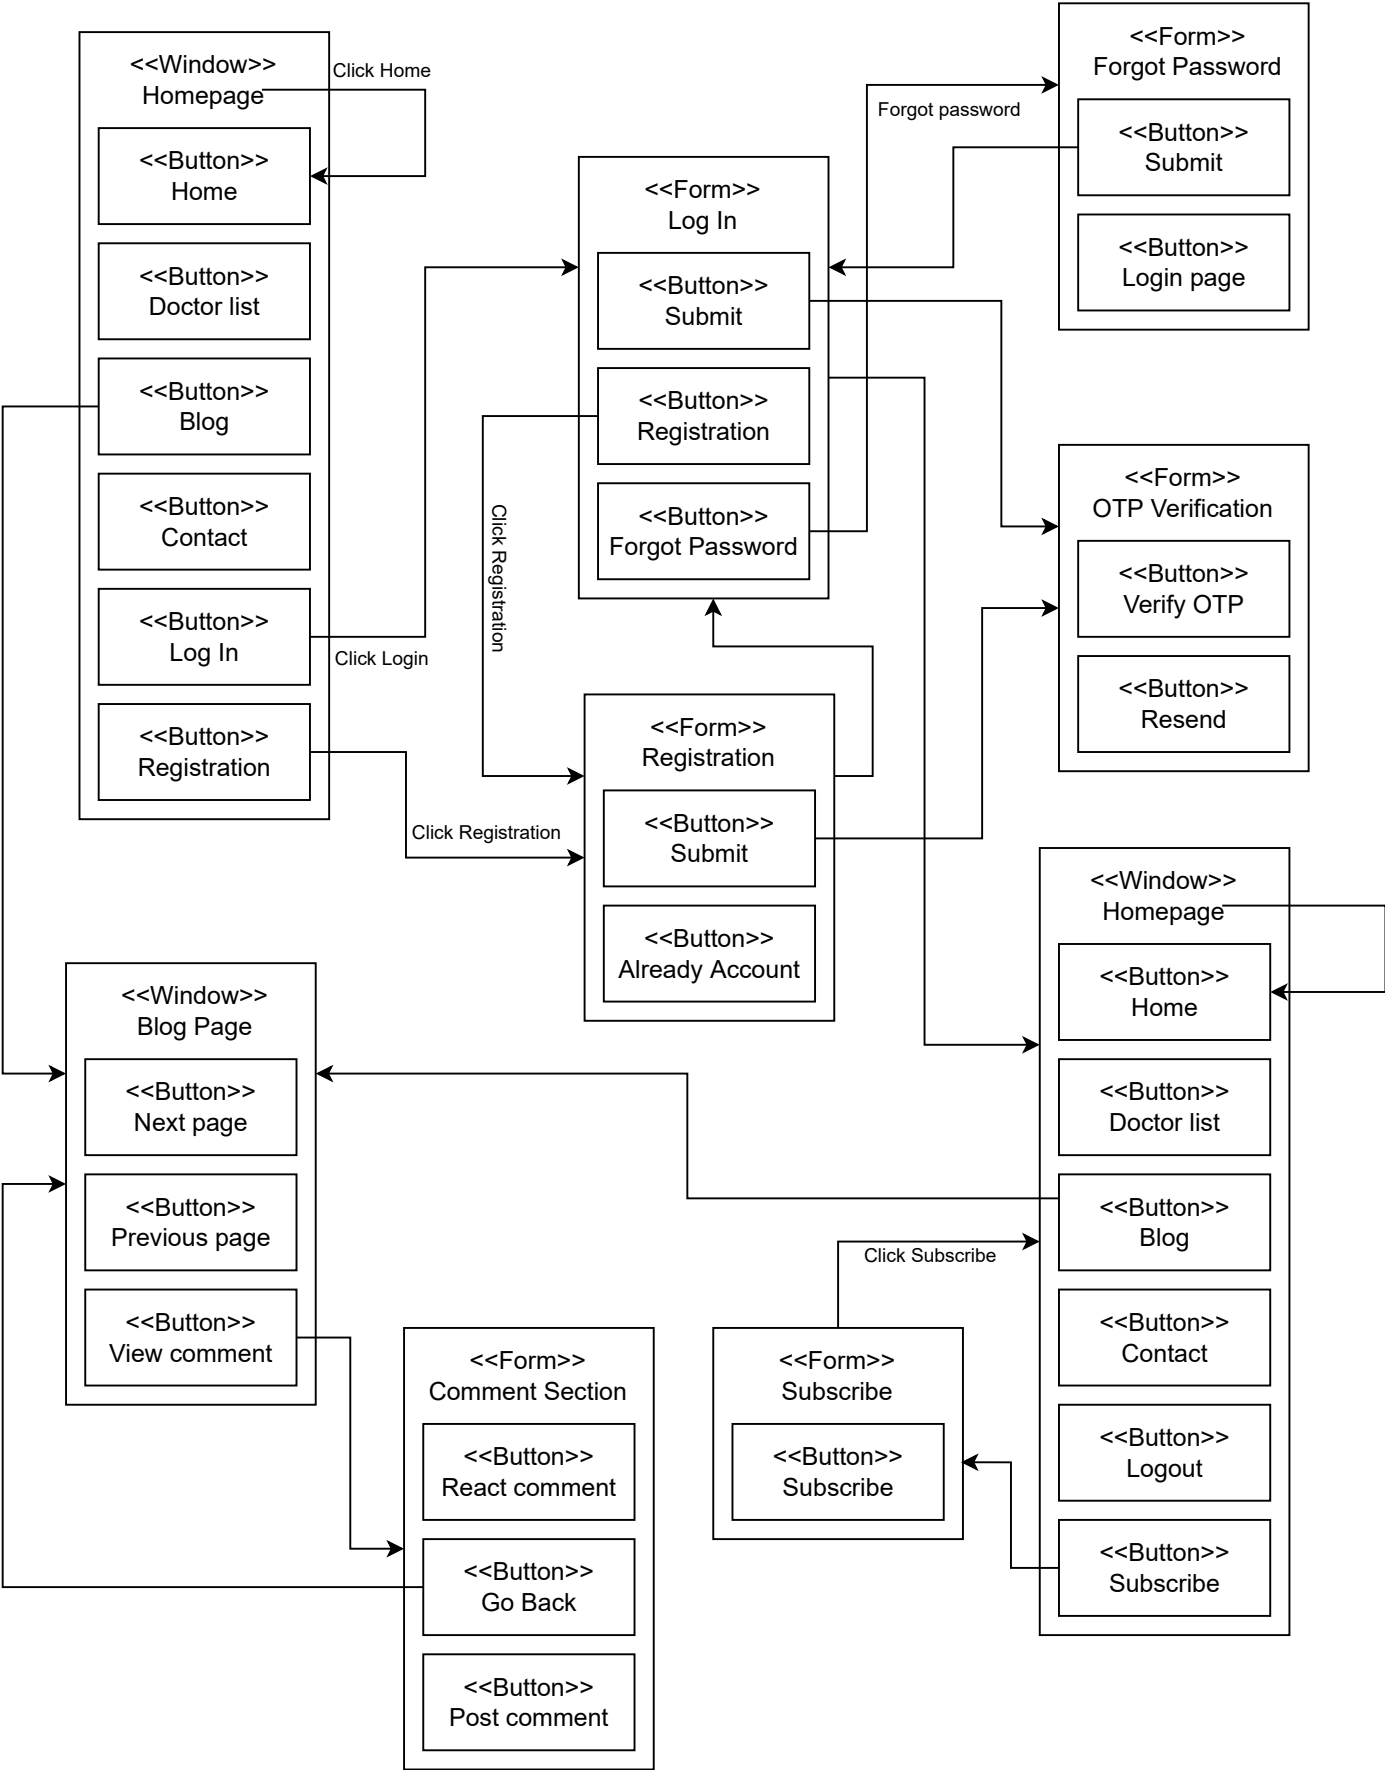 <<Window>>
Homepage
Click Home
<<Button>>
Home
<<Button>>
Doctor list
<<Button>>
Blog
<<Button>>
Contact
<<Button>>
Log In
Click Login
<<Button>>
Registration
Click Registration
<<Form>>
Log In
<<Button>>
Submit
<<Button>>
Registration
<<Button>>
Forgot Password
Click Registration
Forgot password
<<Form>>
Forgot Password
<<Button>>
Submit
<<Button>>
Login page
<<Form>>
OTP Verification
<<Button>>
Verify OTP
<<Button>>
Resend
<<Form>>
Registration
<<Button>>
Submit
<<Button>>
Already Account
<<Window>>
Homepage
<<Button>>
Home
<<Button>>
Doctor list
<<Button>>
Blog
<<Button>>
Contact
<<Button>>
Logout
<<Button>>
Subscribe
<<Window>>
Blog Page
<<Button>>
Next page
<<Button>>
Previous page
<<Button>>
View comment
<<Form>>
Comment Section
<<Button>>
React comment
<<Button>>
Go Back
<<Button>>
Post comment
Click Subscribe
<<Form>>
Subscribe
<<Button>>
Subscribe